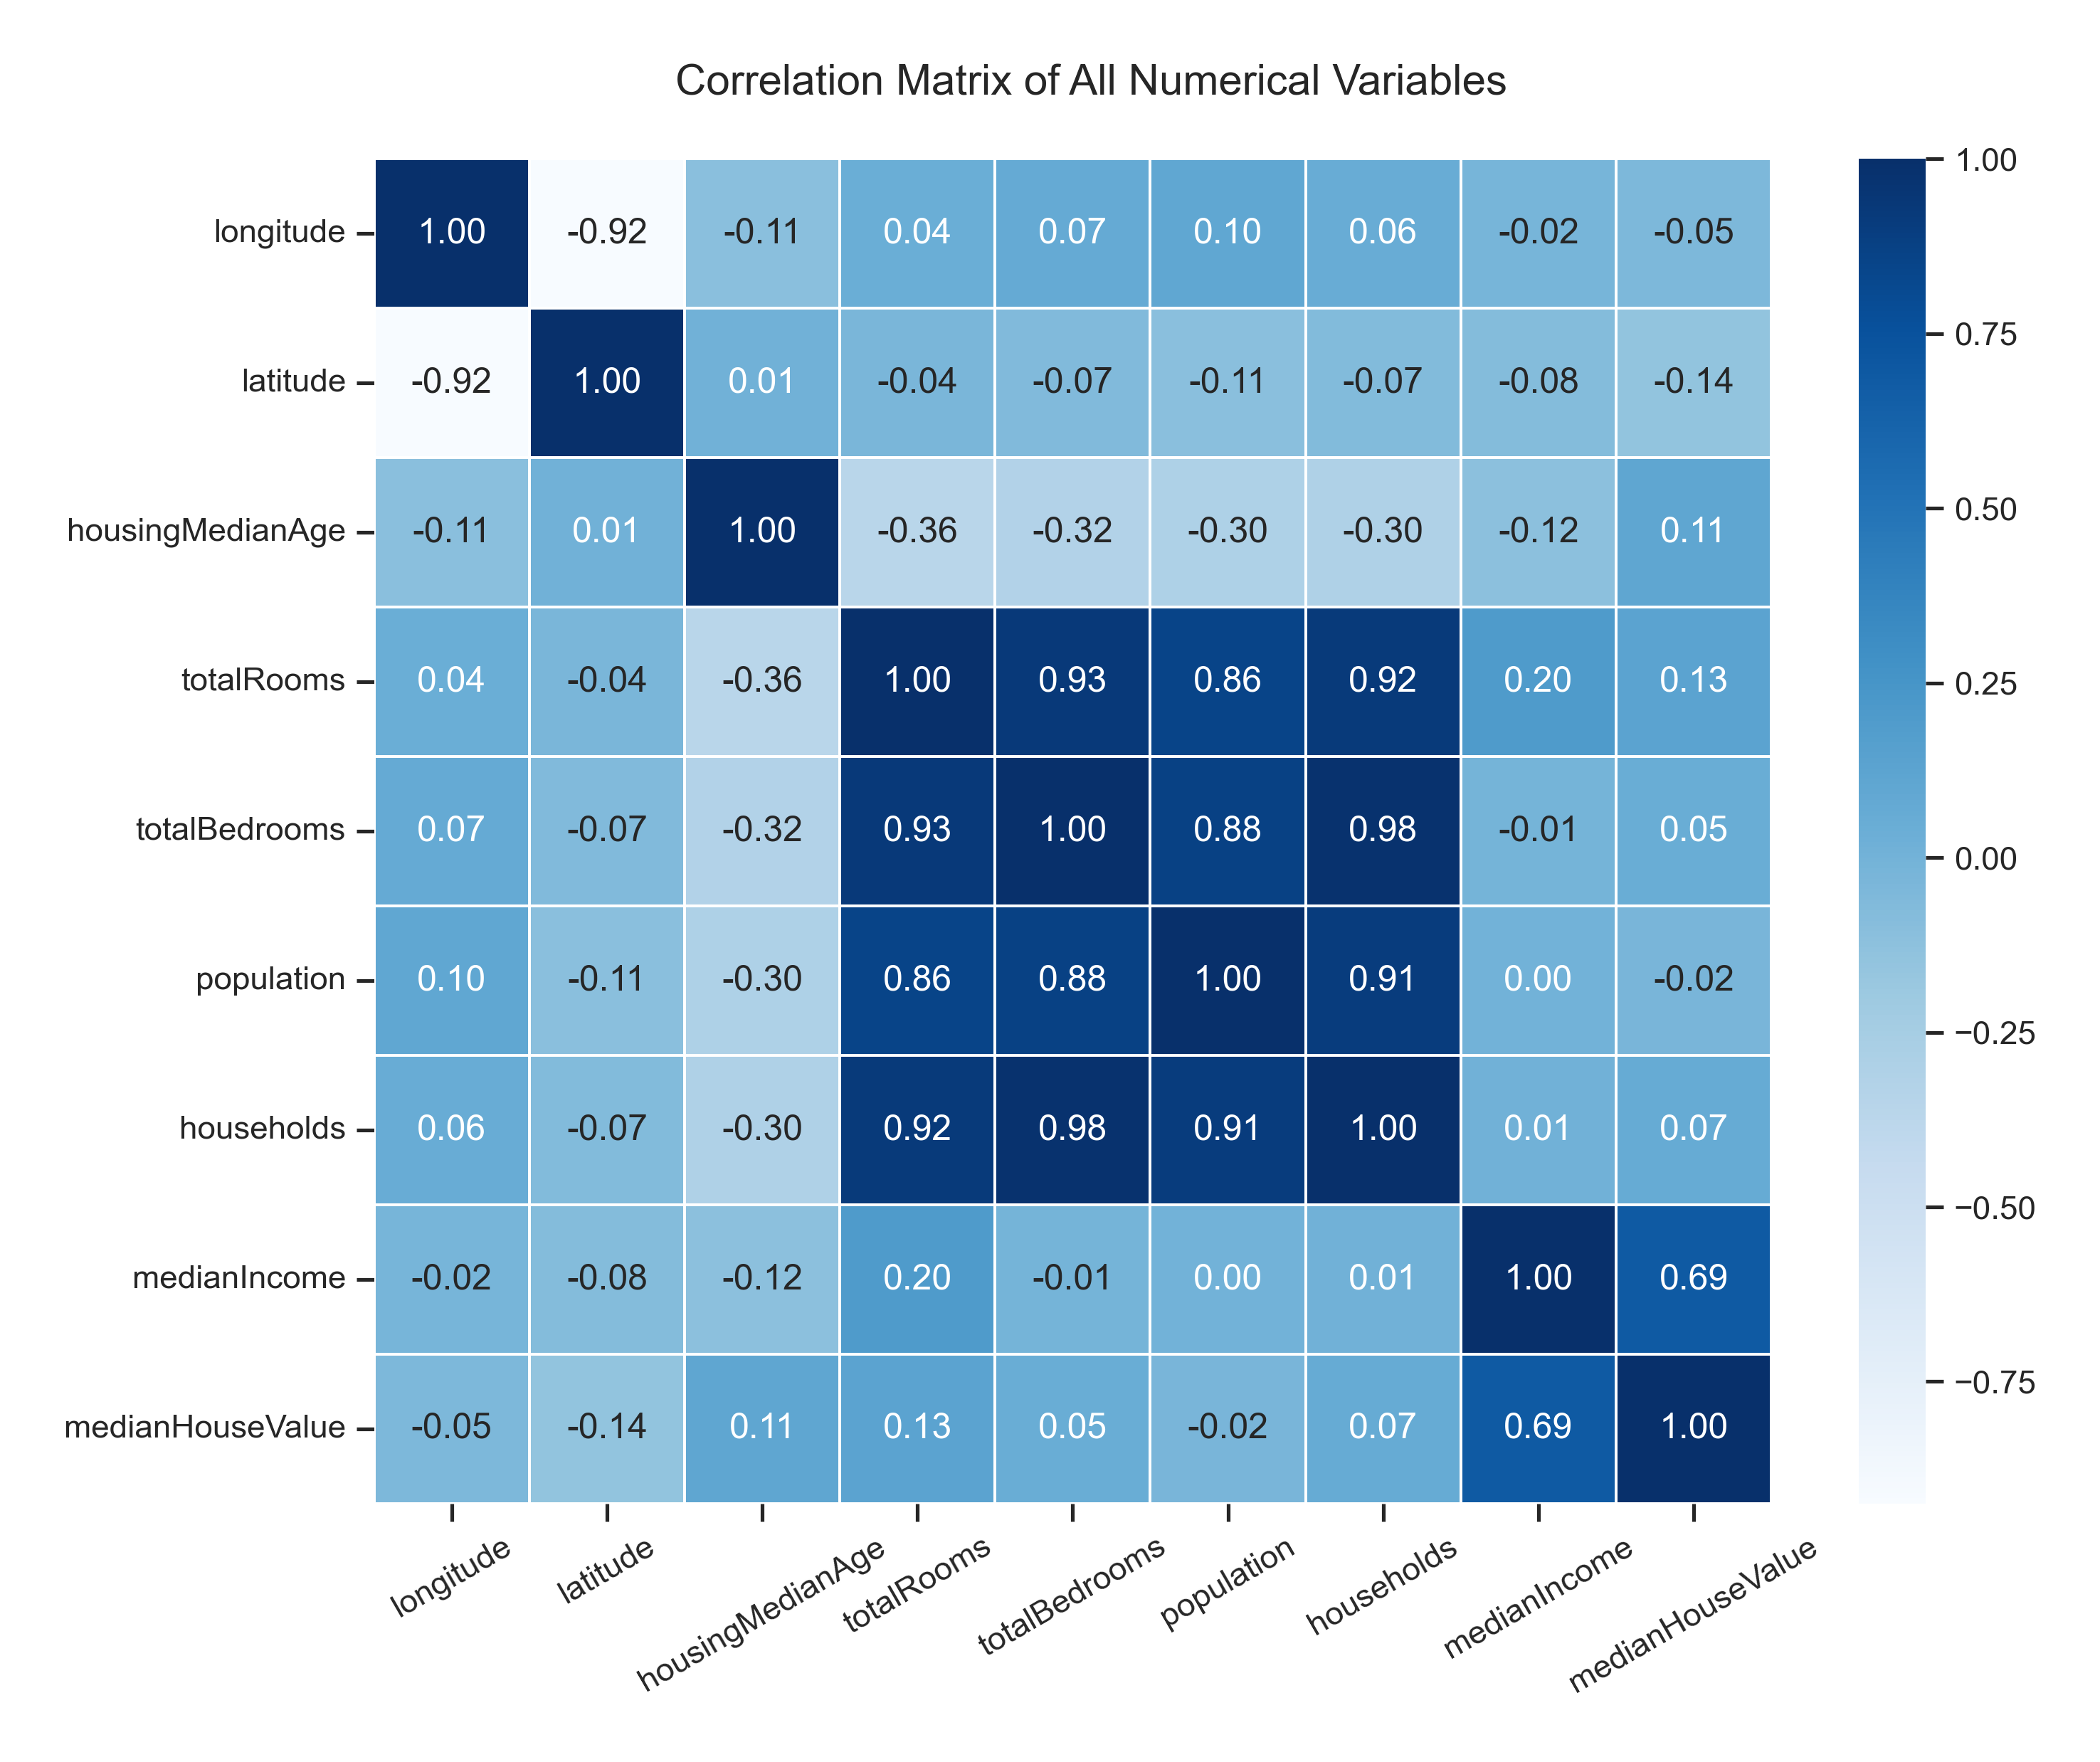 Correlation Matrix of All Numerical Variables
longitude 1.00 -0.92 -0.11 0.04 0.07 0.10 0.06 -0.02 -0.05
latitude -0.92 1.00 0.01 -0.04 -0.07 -0.11 -0.07 -0.08 -0.14
housingMedianAge -0.11 0.01 1.00 -0.36 -0.32 -0.30 -0.30 -0.12 0.11
totalRooms 0.04 -0.04 -0.36 1.00 0.93 0.86 0.92 0.20 0.13
totalBedrooms 0.07 -0.07 -0.32 0.93 1.00 0.88 0.98 -0.01 0.05
population 0.10 -0.11 -0.30 0.86 0.88 1.00 0.91 0.00 -0.02
households 0.06 -0.07 -0.30 0.92 0.98 0.91 1.00 0.01 0.07
medianIncome -0.02 -0.08 -0.12 0.20 -0.01 0.00 0.01 1.00 0.69
medianHouseValue -0.05 -0.14 0.11 0.13 0.05 -0.02 0.07 0.69 1.00
longitude latitude housingMedianAge totalRooms totalBedrooms population households medianIncome medianHouseValue
1.00
0.75
0.50
0.25
0.00
−0.25
−0.50
−0.75